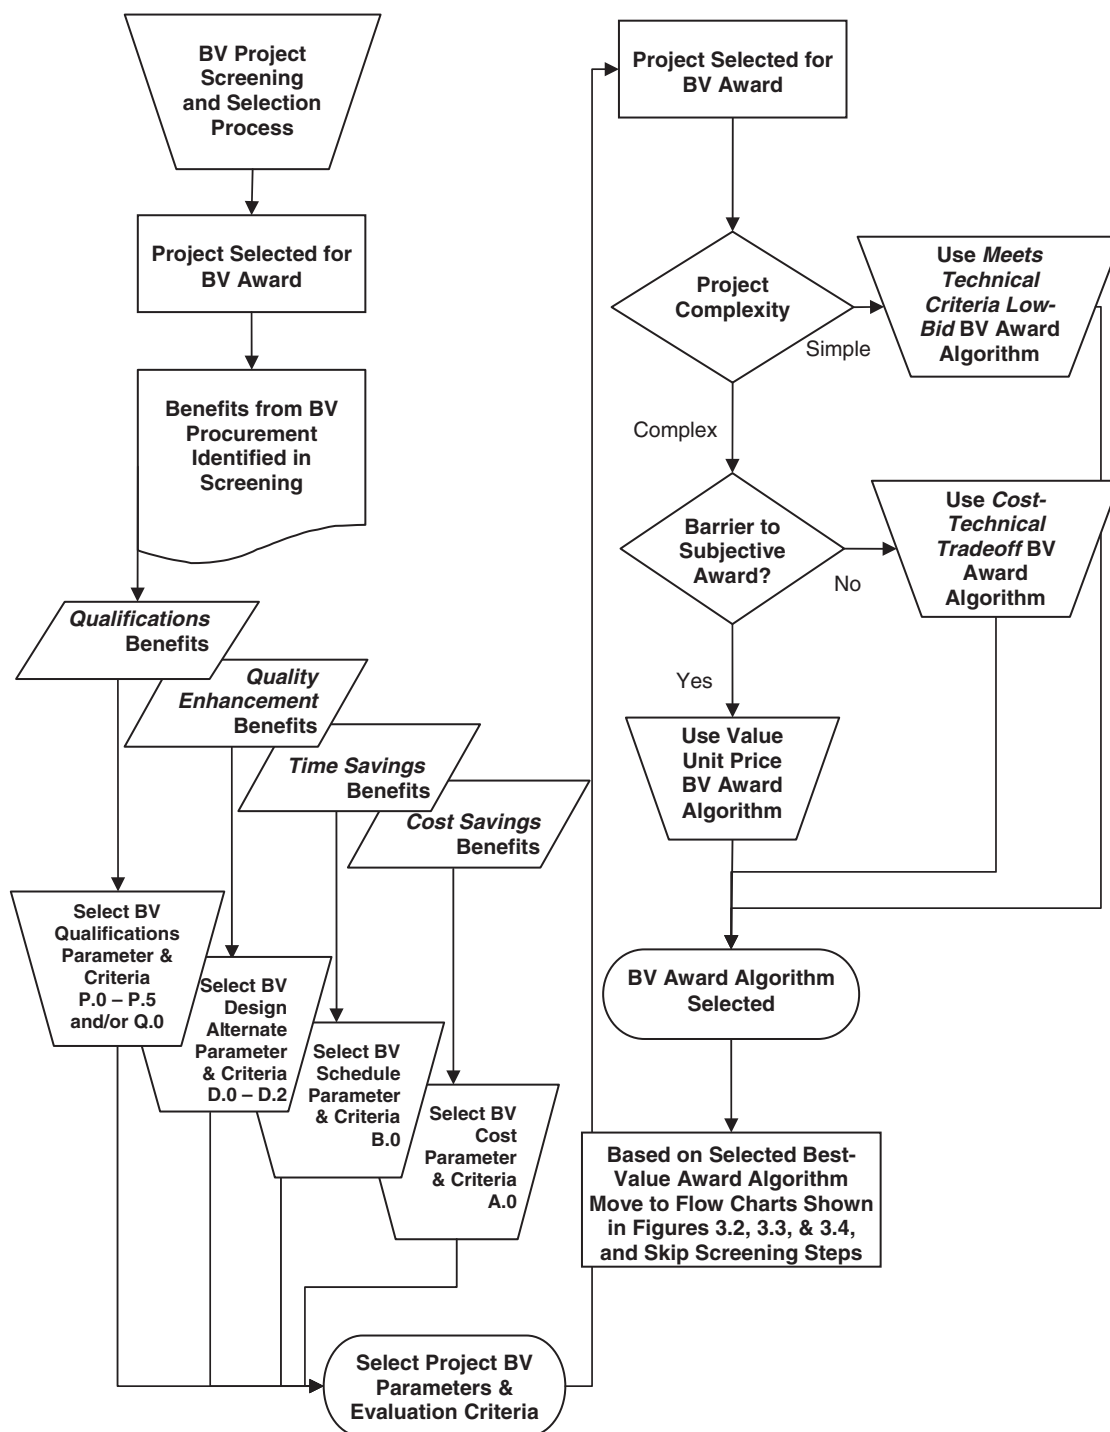 BV Project
Screening
and Selection
Process
Project Selected for
BV Award
Benefits from BV
Procurement
Identified in
Screening
Qualifications
Benefits
Quality
Enhancement
Benefits
Time Savings
Benefits
Cost Savings
Benefits
Select BV
Qualifications
Parameter &
Criteria
P.0 – P.5
and/or Q.0
Select BV
Design
Alternate
Parameter
& Criteria
D.0 – D.2
Select BV
Schedule
Parameter
& Criteria
B.0
Select BV
Cost
Parameter
& Criteria
A.0
Select Project BV
Parameters &
Evaluation Criteria
Project Selected for
BV Award
Project
Complexity
Simple
Use Meets
Technical
Criteria Low-
Bid BV Award
Algorithm
Complex
Barrier to
Subjective
Award?
No
Use Cost-
Technical
Tradeoff BV
Award
Algorithm
Yes
Use Value
Unit Price
BV Award
Algorithm
BV Award Algorithm
Selected
Based on Selected Best-
Value Award Algorithm
Move to Flow Charts Shown
in Figures 3.2, 3.3, & 3.4,
and Skip Screening Steps